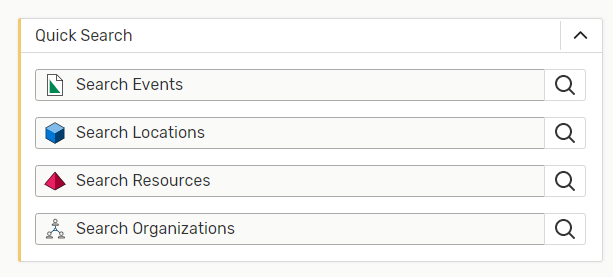 Quick Search
Search Events
Search Locations
Search Resources
Search Organizations